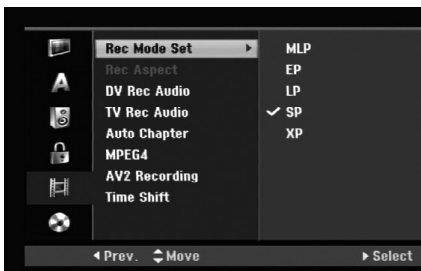 Rec Mode Set MLP
Rec Aspect EP
DV Rec Audio LP
TV Rec Audio SP
Auto Chapter XP
MPEG4
AV2 Recording
Time Shift
A
Prev. Move Select